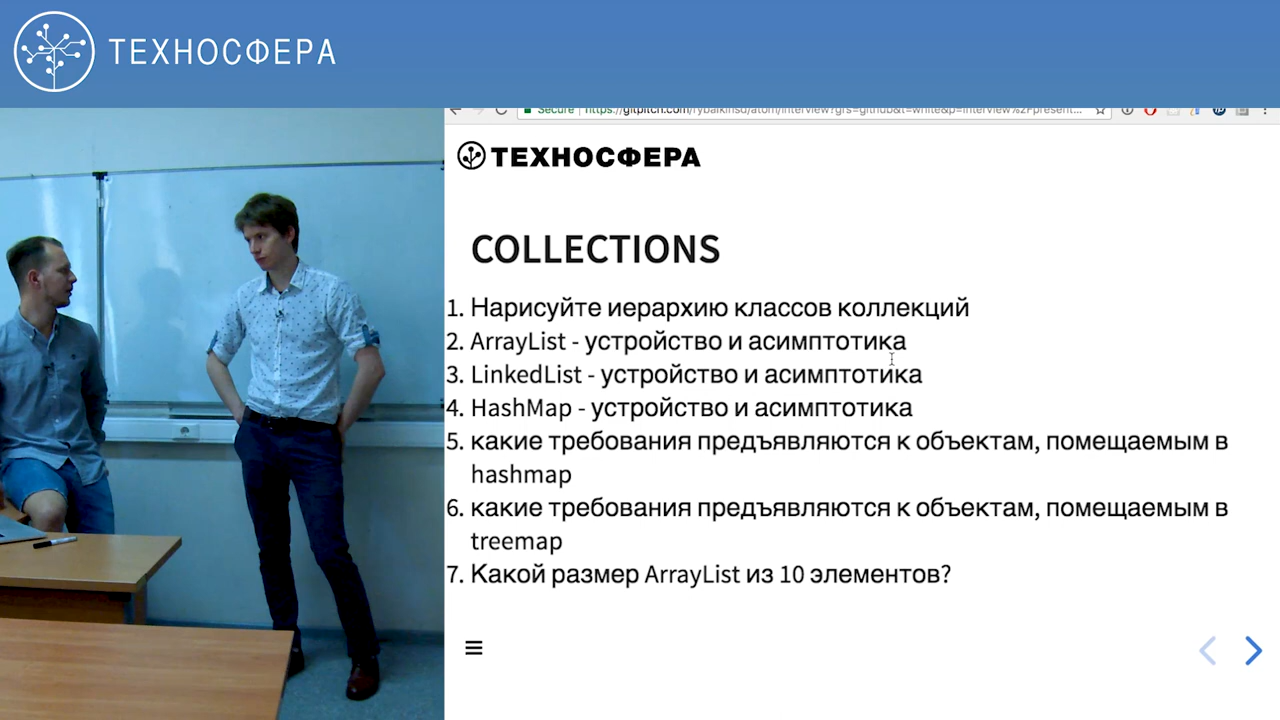 ТЕХНОСФЕРА
Secure
ТЕХНОСФЕРА
COLLECTIONS
1. Нарисуйте иерархию классов коллекций
2. ArrayList - устройство и асимптотика
3. LinkedList - устройство и асимптотика
4. HashMap - устройство и асимптотика
5. какие требования предъявляются к объектам, помещаемым в
hashmap
6. какие требования предъявляются к объектам, помещаемым в
treemap
7. Какой размер ArrayList из 10 элементов?